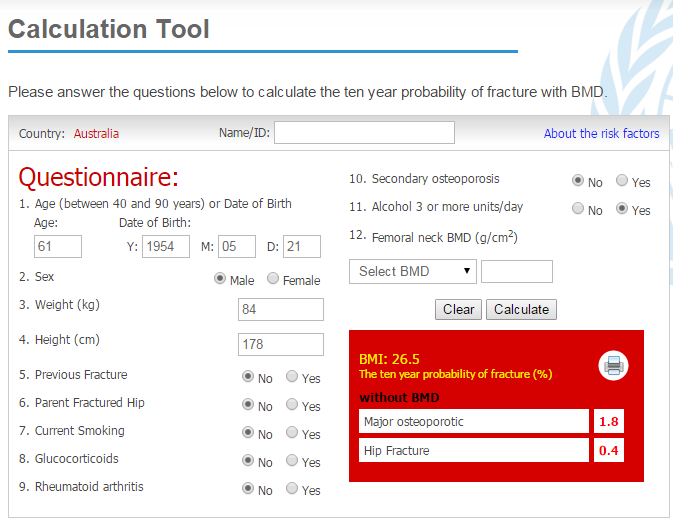 Calculation Tool
Please answer the questions below to calculate the ten year probability of fracture with BMD.
Country: Australia Name/ID: About the risk factors
Questionnaire:
1. Age (between 40 and 90 years) or Date of Birth
Age: Date of Birth:
61 Y: 1954 M: 05 D: 21
2. Sex Male Female
3. Weight (kg) 84
4. Height (cm) 178
5. Previous Fracture No Yes
6. Parent Fractured Hip No Yes
7. Current Smoking No Yes
8. Glucocorticoids No Yes
9. Rheumatoid arthritis No Yes
10. Secondary osteoporosis No Yes
11. Alcohol 3 or more units/day No Yes
12. Femoral neck BMD (g/cm²)
Select BMD
Clear Calculate
BMI: 26.5
The ten year probability of fracture (%)
without BMD
Major osteoporotic 1.8
Hip Fracture 0.4